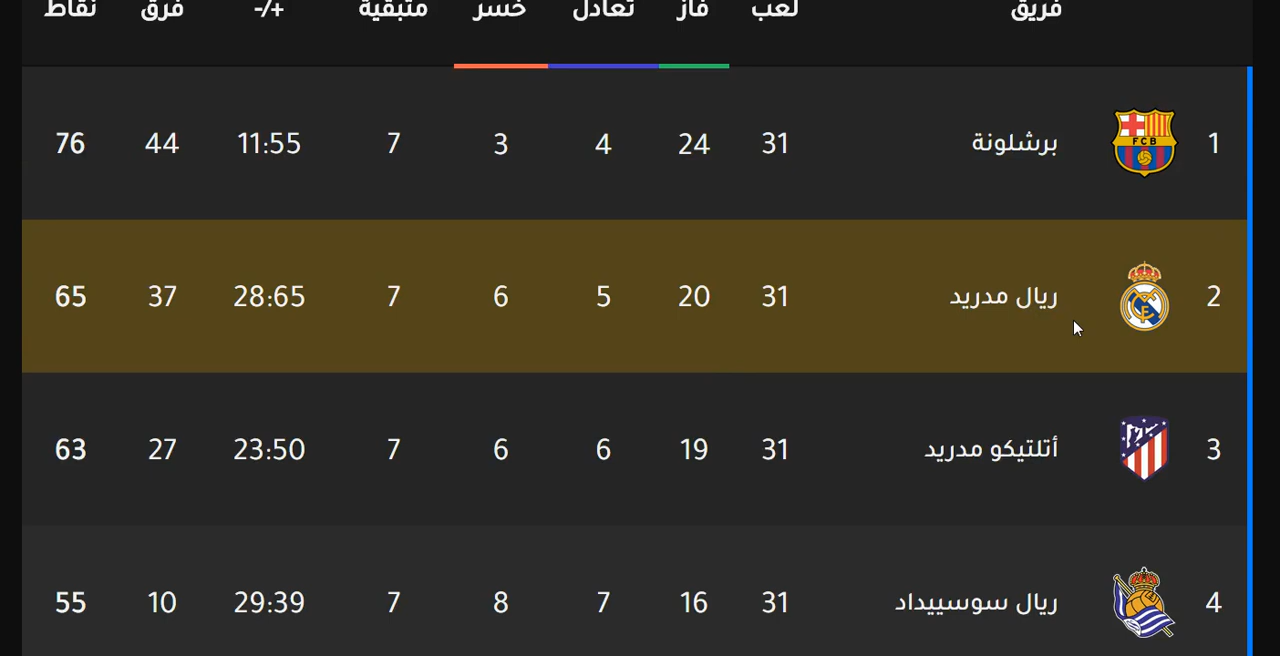 فريق لعب فاز تعادل خسر متبقية +/- فرق نقاط
1 FCB برشلونة 31 24 4 3 7 11:55 44 76
2 ريال مدريد 31 20 5 6 7 28:65 37 65
3 أتلتيكو مدريد 31 19 6 6 7 23:50 27 63
4 ريال سوسييداد 31 16 7 8 7 29:39 10 55